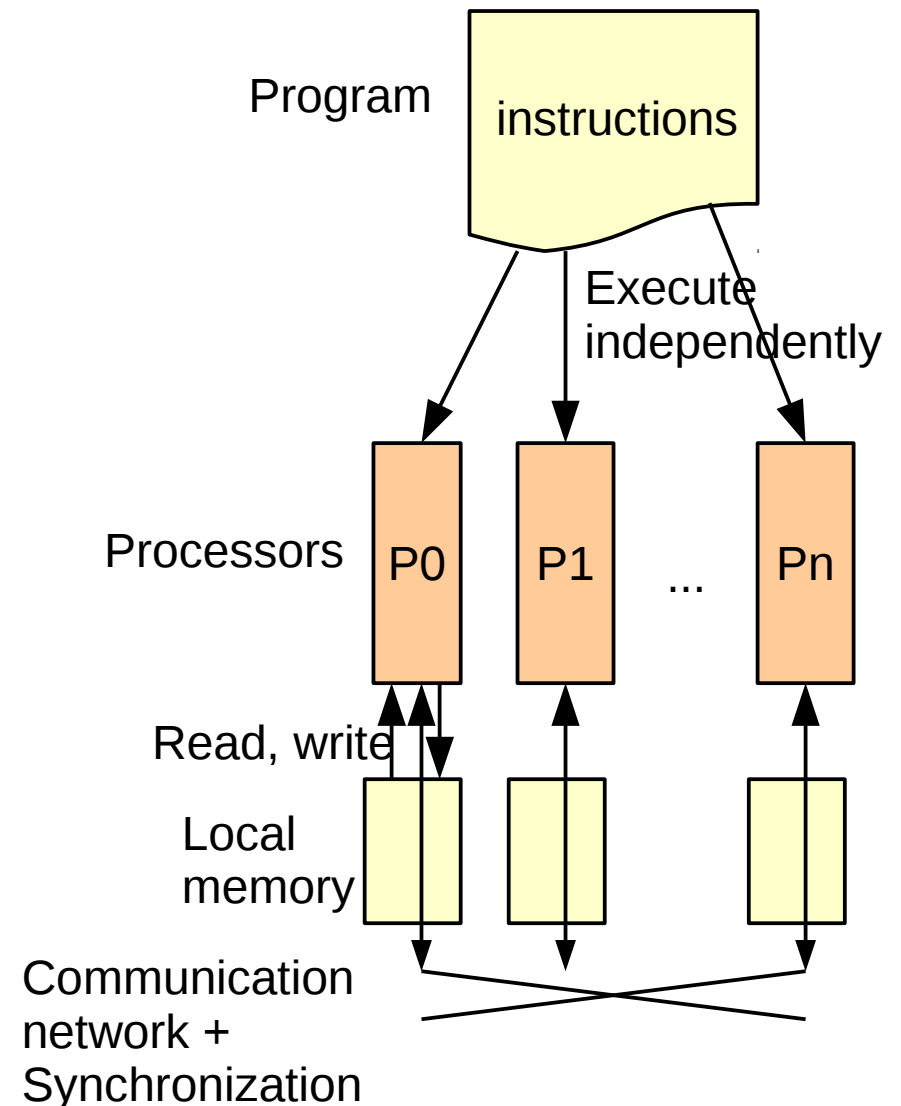 Program
instructions
Execute
independently
Processors
P0
P1
...
Pn
Read, write
Local
memory
Communication
network +
Synchronization